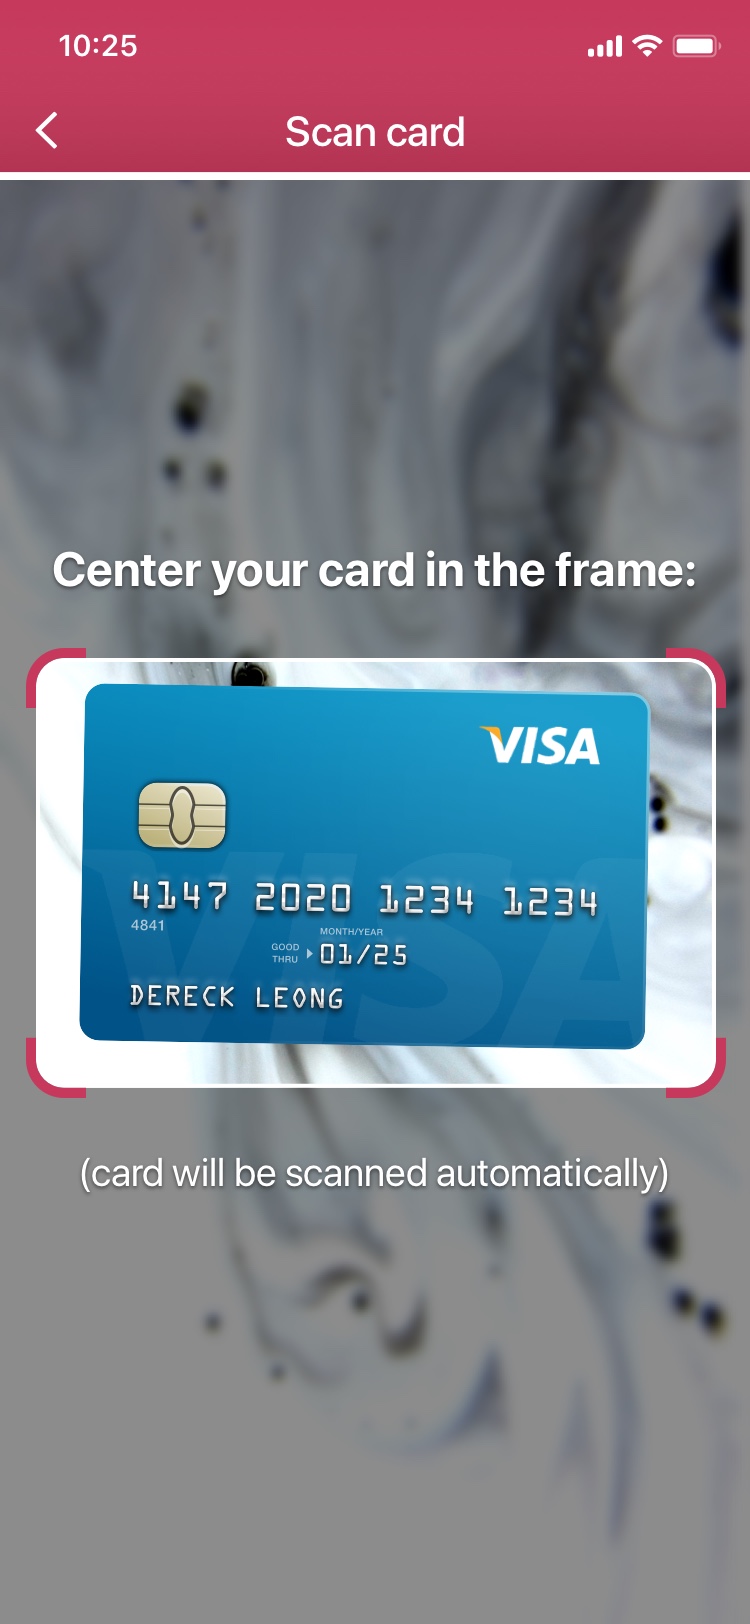 10:25
Scan card
Center your card in the frame:
VISA
4147 2020 1234 1234
4841
MONTH/YEAR
GOOD THRU 01/25
DERECK LEONG
VISA
(card will be scanned automatically)